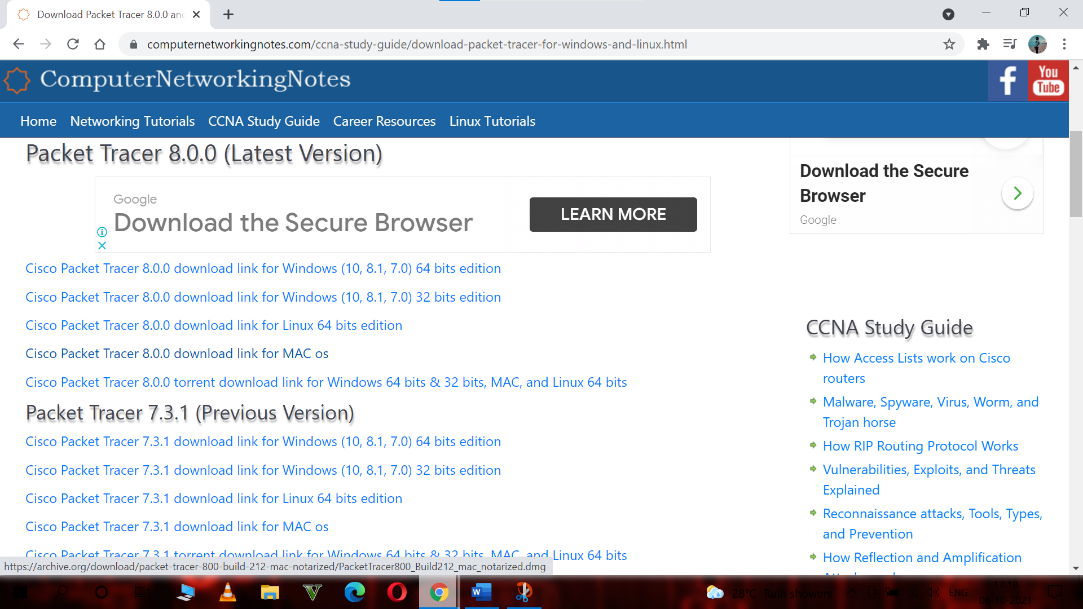 Download Packet Tracer 8.0.0 an
computernetworkingnotes.com/ccna-study-guide/download-packet-tracer-for-windows-and-linux.html
ComputerNetworkingNotes
f
You
Tube
Home
Networking Tutorials
CCNA Study Guide
Career Resources
Linux Tutorials
Packet Tracer 8.0.0 (Latest Version)
Google
Download the Secure Browser
LEARN MORE
Cisco Packet Tracer 8.0.0 download link for Windows (10, 8.1, 7.0) 64 bits edition
Cisco Packet Tracer 8.0.0 download link for Windows (10, 8.1, 7.0) 32 bits edition
Cisco Packet Tracer 8.0.0 download link for Linux 64 bits edition
Cisco Packet Tracer 8.0.0 download link for MAC os
Cisco Packet Tracer 8.0.0 torrent download link for Windows 64 bits & 32 bits, MAC, and Linux 64 bits
Packet Tracer 7.3.1 (Previous Version)
Cisco Packet Tracer 7.3.1 download link for Windows (10, 8.1, 7.0) 64 bits edition
Cisco Packet Tracer 7.3.1 download link for Windows (10, 8.1, 7.0) 32 bits edition
Cisco Packet Tracer 7.3.1 download link for Linux 64 bits edition
Cisco Packet Tracer 7.3.1 download link for MAC os
Cisco Packet Tracer 7.3.1 torrent download link for Windows 64 bits & 32 bits, MAC, and Linux 64 bits
https://archive.org/download/packet-tracer-800-build-212-mac-notarized/PacketTracer800_Build212_mac_notarized.dmg
Download the Secure
Browser
Google
CCNA Study Guide
How Access Lists work on Cisco
routers
Malware, Spyware, Virus, Worm, and
Trojan horse
How RIP Routing Protocol Works
Vulnerabilities, Exploits, and Threats
Explained
Reconnaissance attacks, Tools, Types,
and Prevention
How Reflection and Amplification
28°C Rain showers
ENG